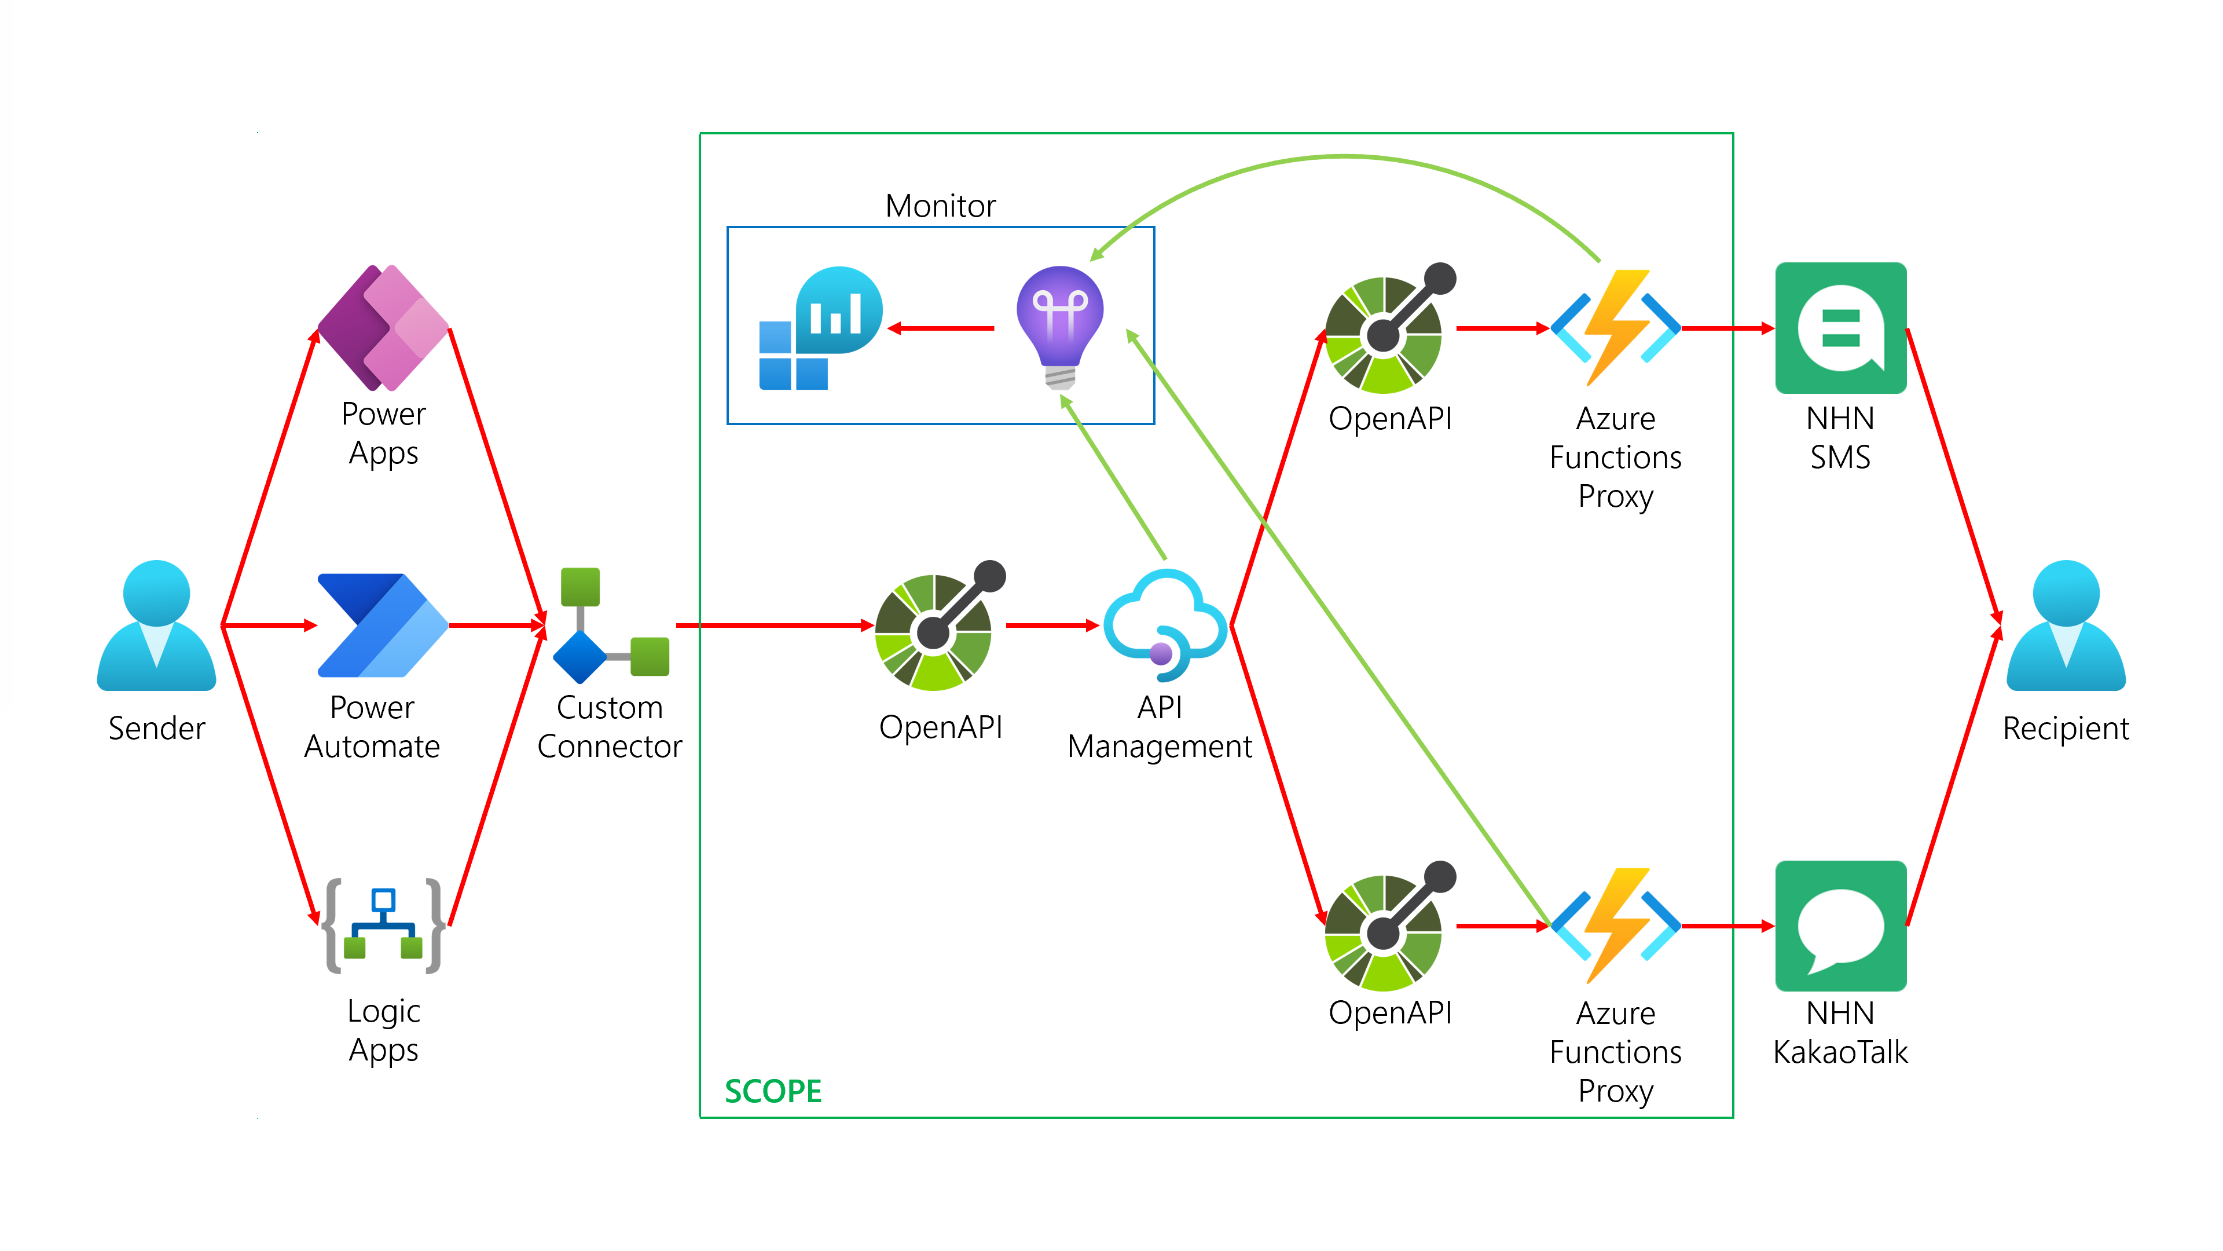 Monitor
Power
Apps
OpenAPI
Azure
Functions
Proxy
NHN
SMS
Sender
Power
Automate
Custom
Connector
OpenAPI
API
Management
Recipient
Logic
Apps
OpenAPI
Azure
Functions
Proxy
NHN
KakaoTalk
SCOPE